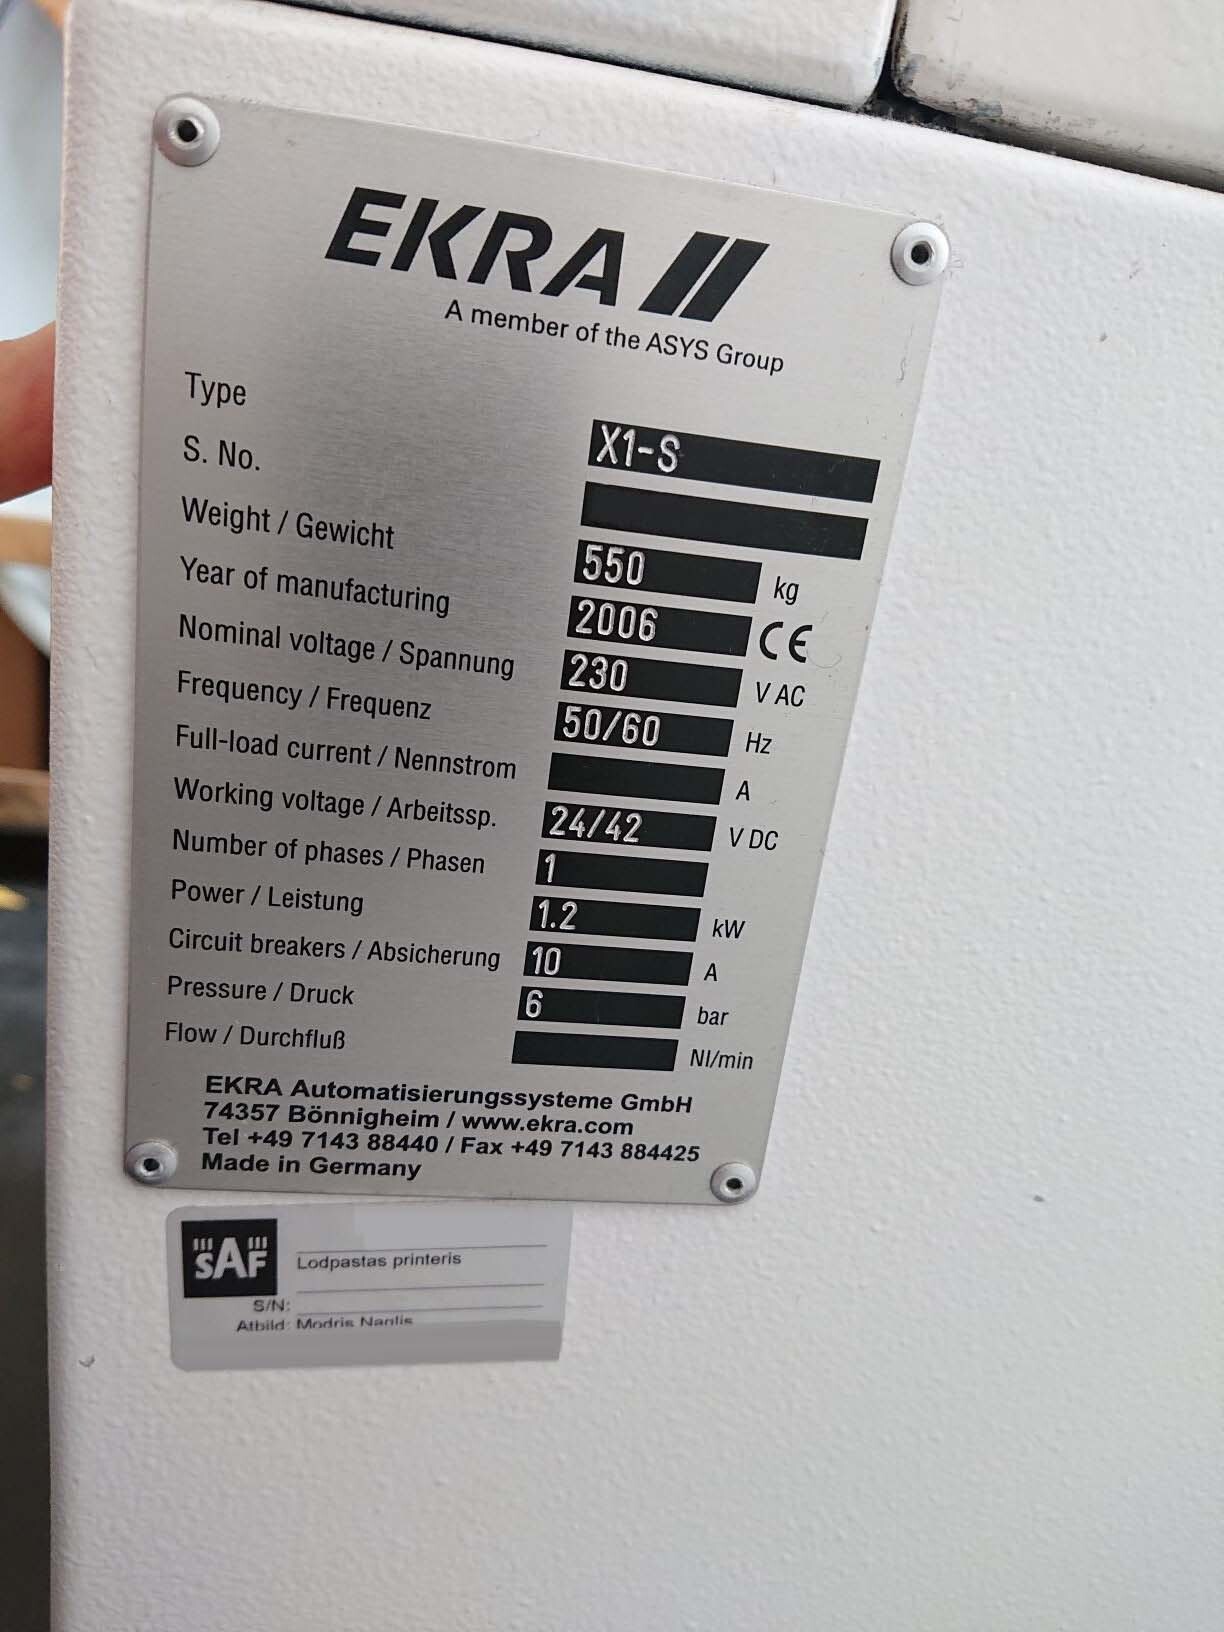 EKRA
A member of the ASYS Group
Type X1-S
S. No.
Weight / Gewicht 550 kg
Year of manufacturing 2006 CE
Nominal voltage / Spannung 230 V AC
Frequency / Frequenz 50/60 Hz
Full-load current / Nennstrom A
Working voltage / Arbeitssp. 24/42 V DC
Number of phases / Phasen 1
Power / Leistung 1.2 kW
Circuit breakers / Absicherung 10 A
Pressure / Druck 6 bar
Flow / Durchfluß Nl/min
EKRA Automatisierungssysteme GmbH
74357 Bönnigheim / www.ekra.com
Tel +49 7143 88440 / Fax +49 7143 884425
Made in Germany
SAF
Lodpastas printeris
S/N:
Atbild: Modris